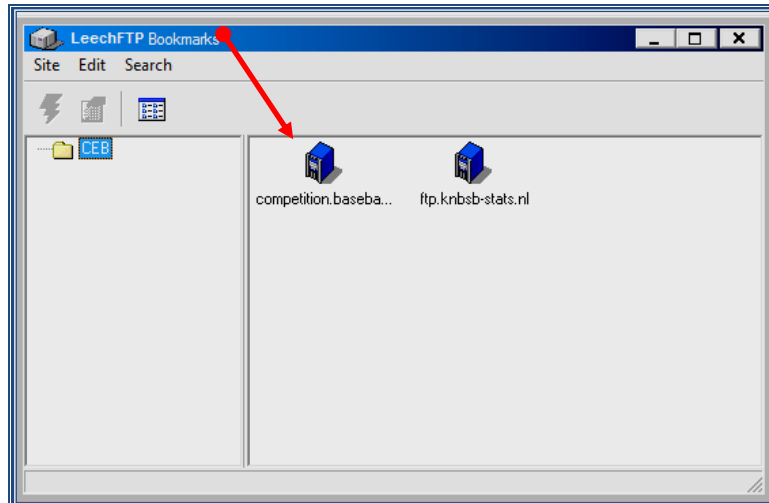 LeechFTP Bookmarks
Site Edit Search
CEB
competition.baseba... ftp.knbsb-stats.nl